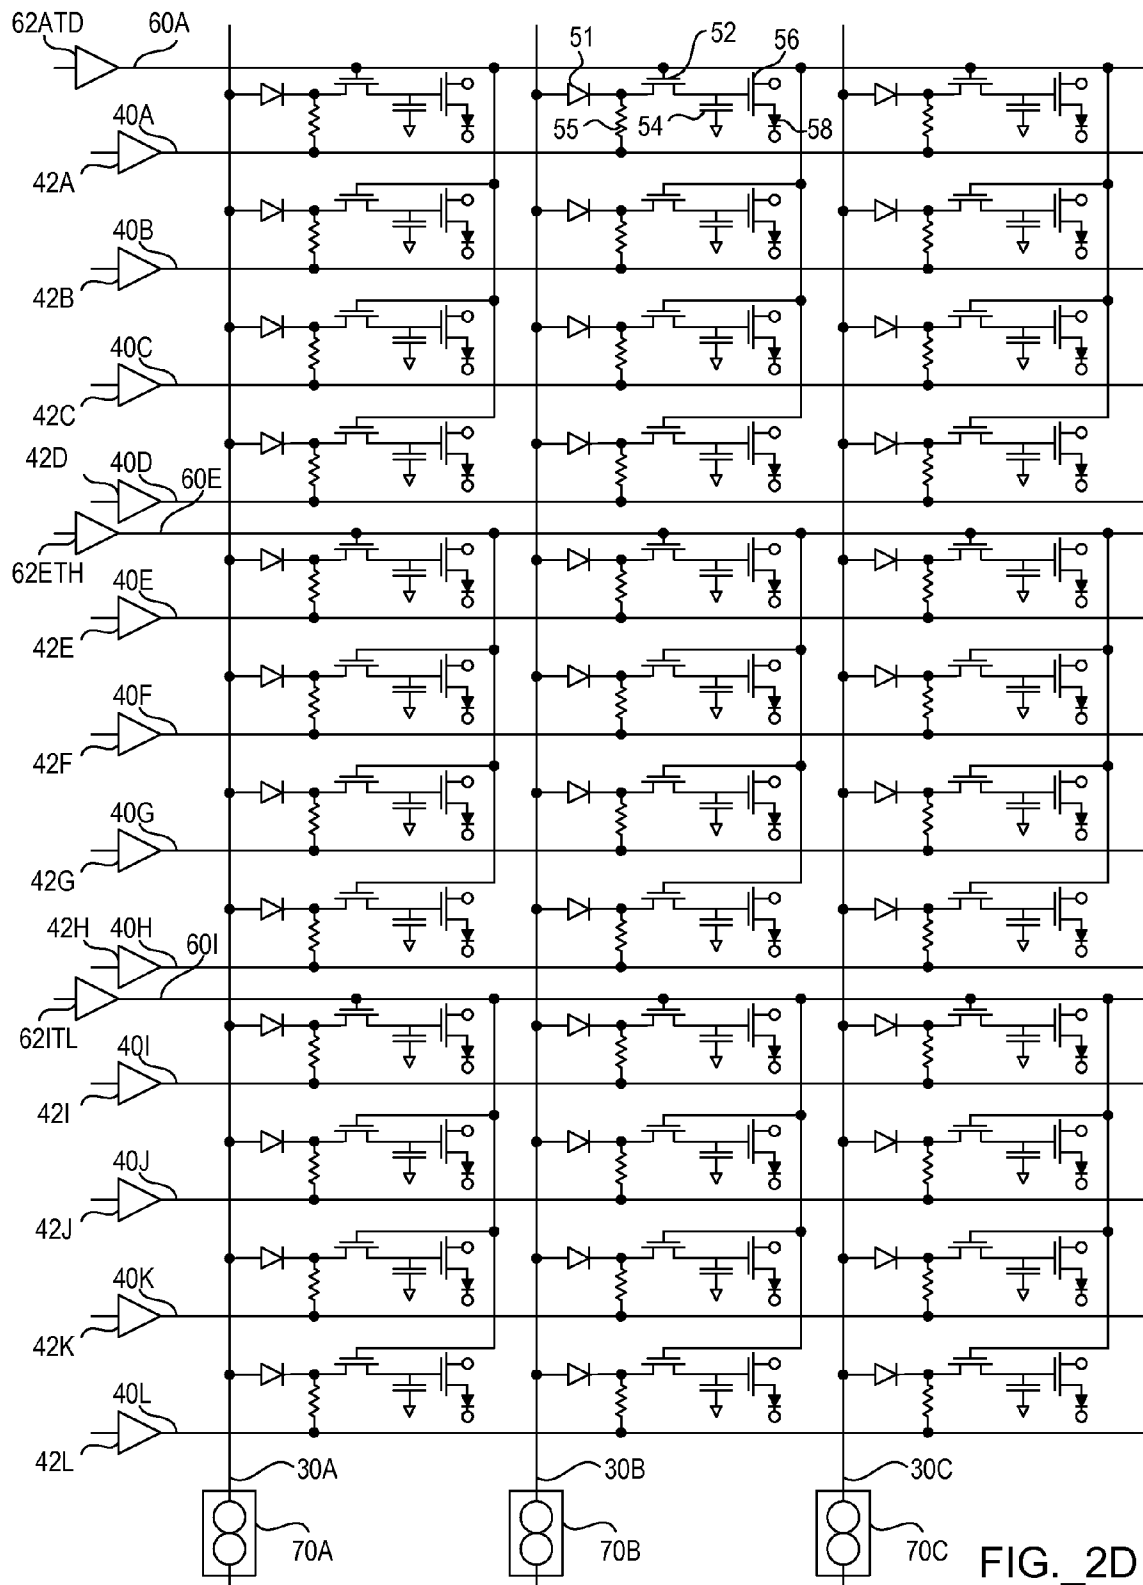 62ATD 60A 51 52 56
40A 55 54 58
42A
40B
42B
40C
42C
42D 40D 60E
62ETH 40E
42E
40F
42F
40G
42G
42H 40H 60I
62ITL 40I
42I
40J
42J
40K
42K
40L
42L
30A 30B 30C
70A 70B 70C
FIG._2D